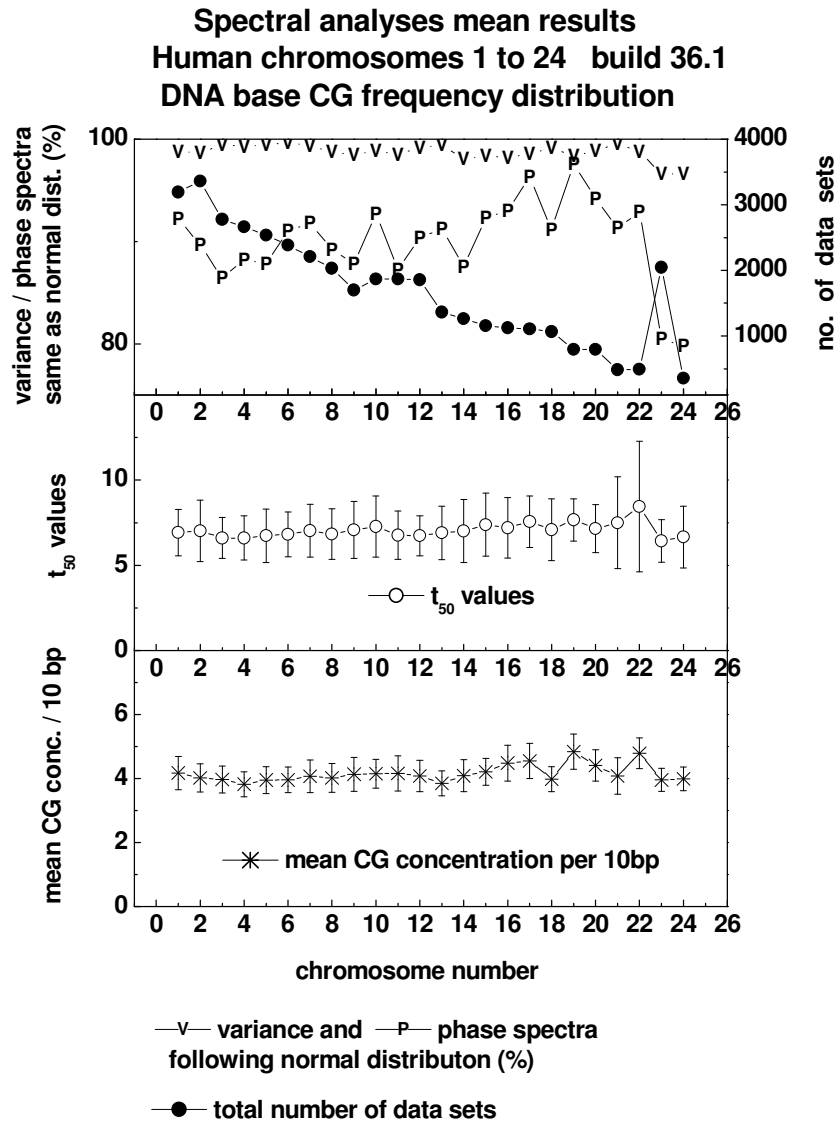 Spectral analyses mean results
Human chromosomes 1 to 24 build 36.1
DNA base CG frequency distribution
variance / phase spectra
same as normal dist. (%)
100
80
no. of data sets
4000
3000
2000
1000
V V V V V V V V V V V V V V V V V V V V V V V V
P P P P P P P P P P P P P P P P P P P P P P P P
0 2 4 6 8 10 12 14 16 18 20 22 24 26
t50 values
10
5
0
t50 values
0 2 4 6 8 10 12 14 16 18 20 22 24 26
mean CG conc. / 10 bp
6
4
2
0
mean CG concentration per 10bp
0 2 4 6 8 10 12 14 16 18 20 22 24 26
chromosome number
V variance and P phase spectra
following normal distributon (%)
total number of data sets